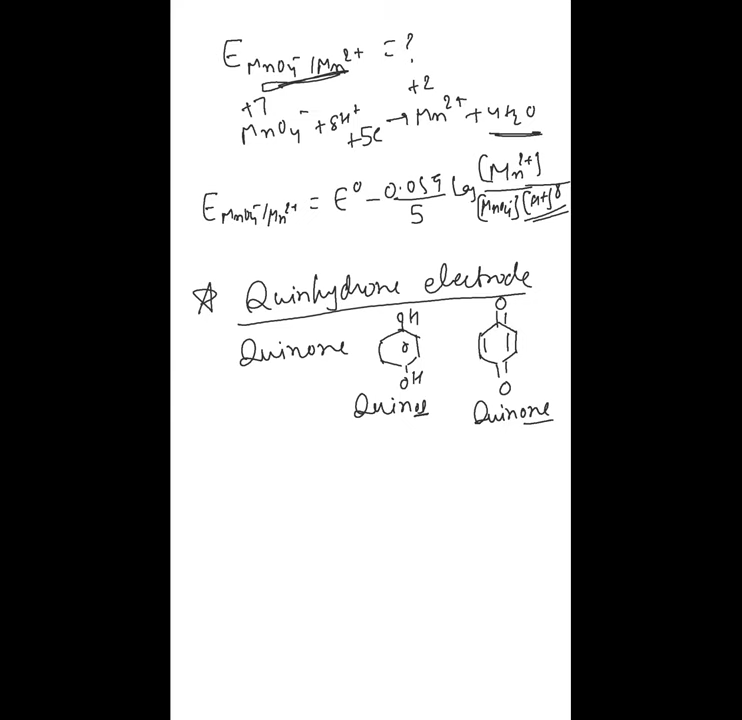 E MnO4⁻/Mn²⁺ = ?
+7 +2
MnO4⁻ + 8H⁺ + 5e → Mn²⁺ + 4H2O
E MnO4⁻/Mn²⁺ = E⁰ - 0.059/5 log [Mn²⁺]/[MnO4⁻][H⁺]⁸
☆ Quinhydrone electrode
Quinone OH O
OH O
Quinol Quinone